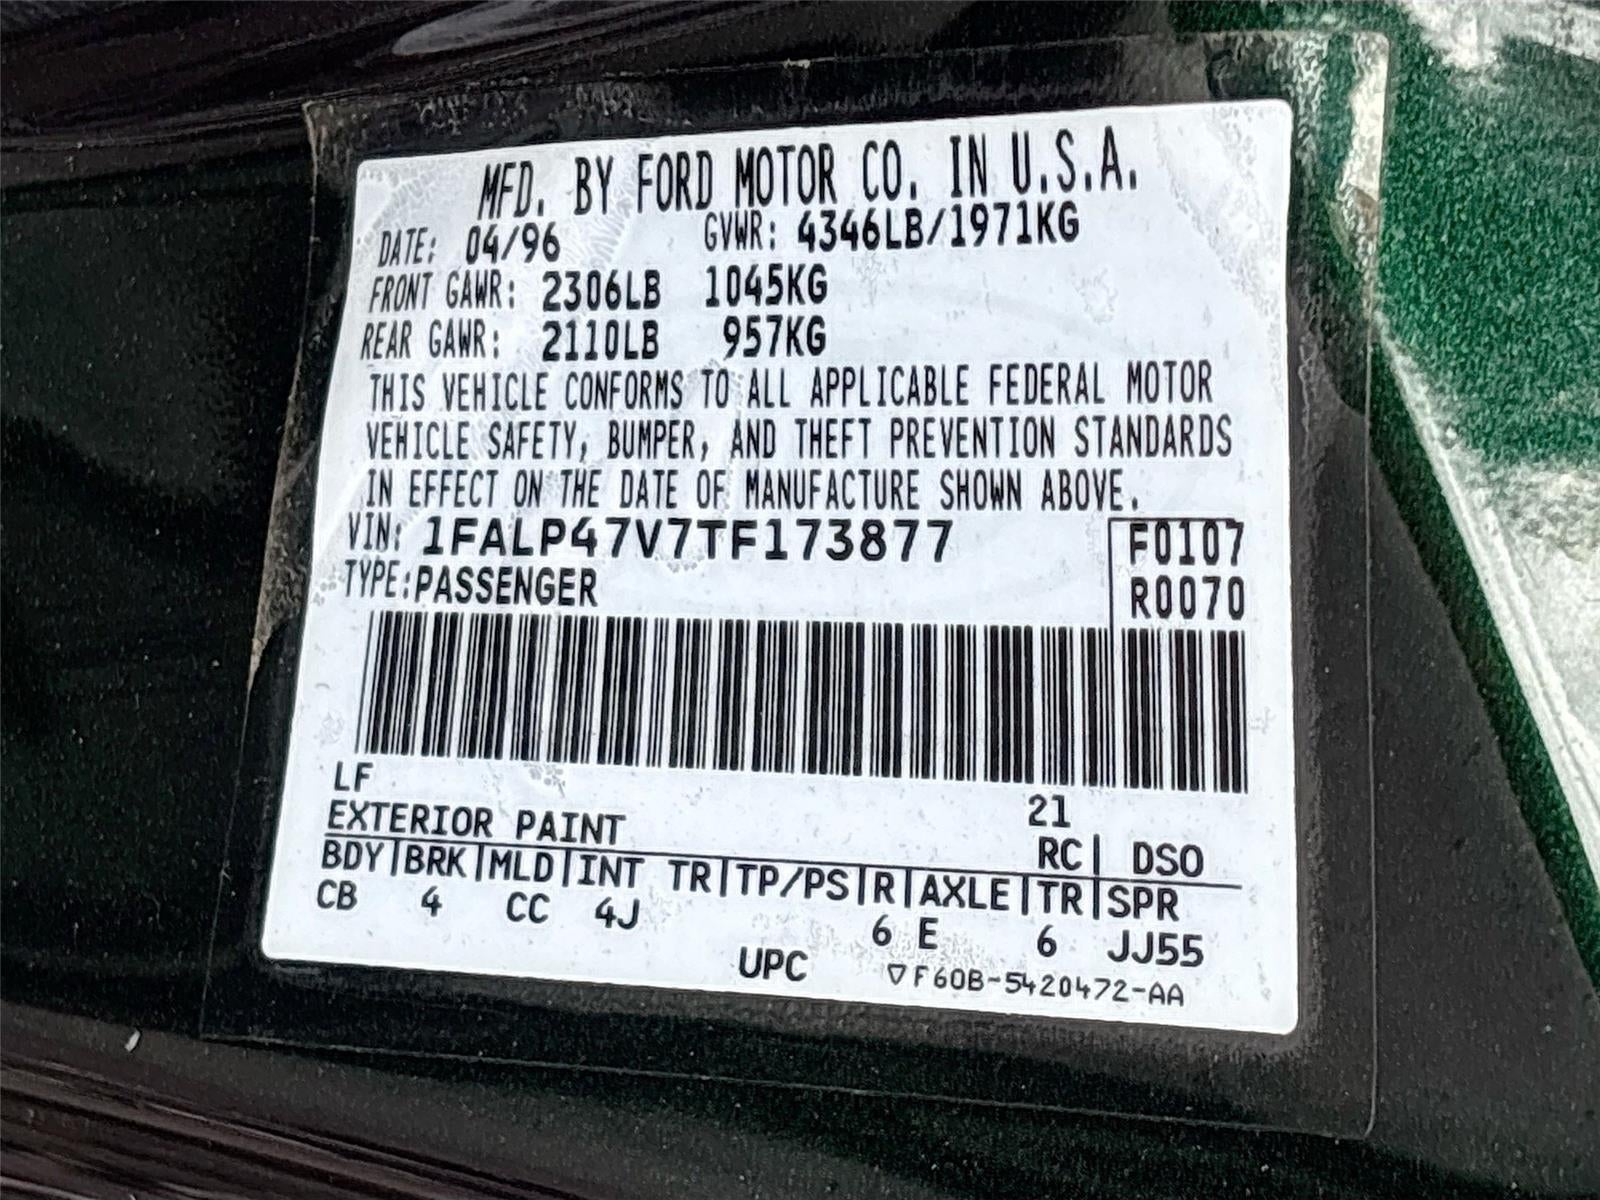 MFD. BY FORD MOTOR CO. IN U.S.A.
DATE: 04/96 GVWR: 4346LB/1971KG
FRONT GAWR: 2306LB 1045KG
REAR GAWR: 2110LB 957KG
THIS VEHICLE CONFORMS TO ALL APPLICABLE FEDERAL MOTOR
VEHICLE SAFETY, BUMPER, AND THEFT PREVENTION STANDARDS
IN EFFECT ON THE DATE OF MANUFACTURE SHOWN ABOVE.
VIN: 1FALP47V7TF173877 F0107
TYPE: PASSENGER R0070
LF 21
EXTERIOR PAINT RC| DSO
BDY|BRK|MLD|INT TR|TP/PS|R|AXLE|TR|SPR
CB 4 CC 4J 6 E 6 JJ55
UPC ▽F60B-5420472-AA